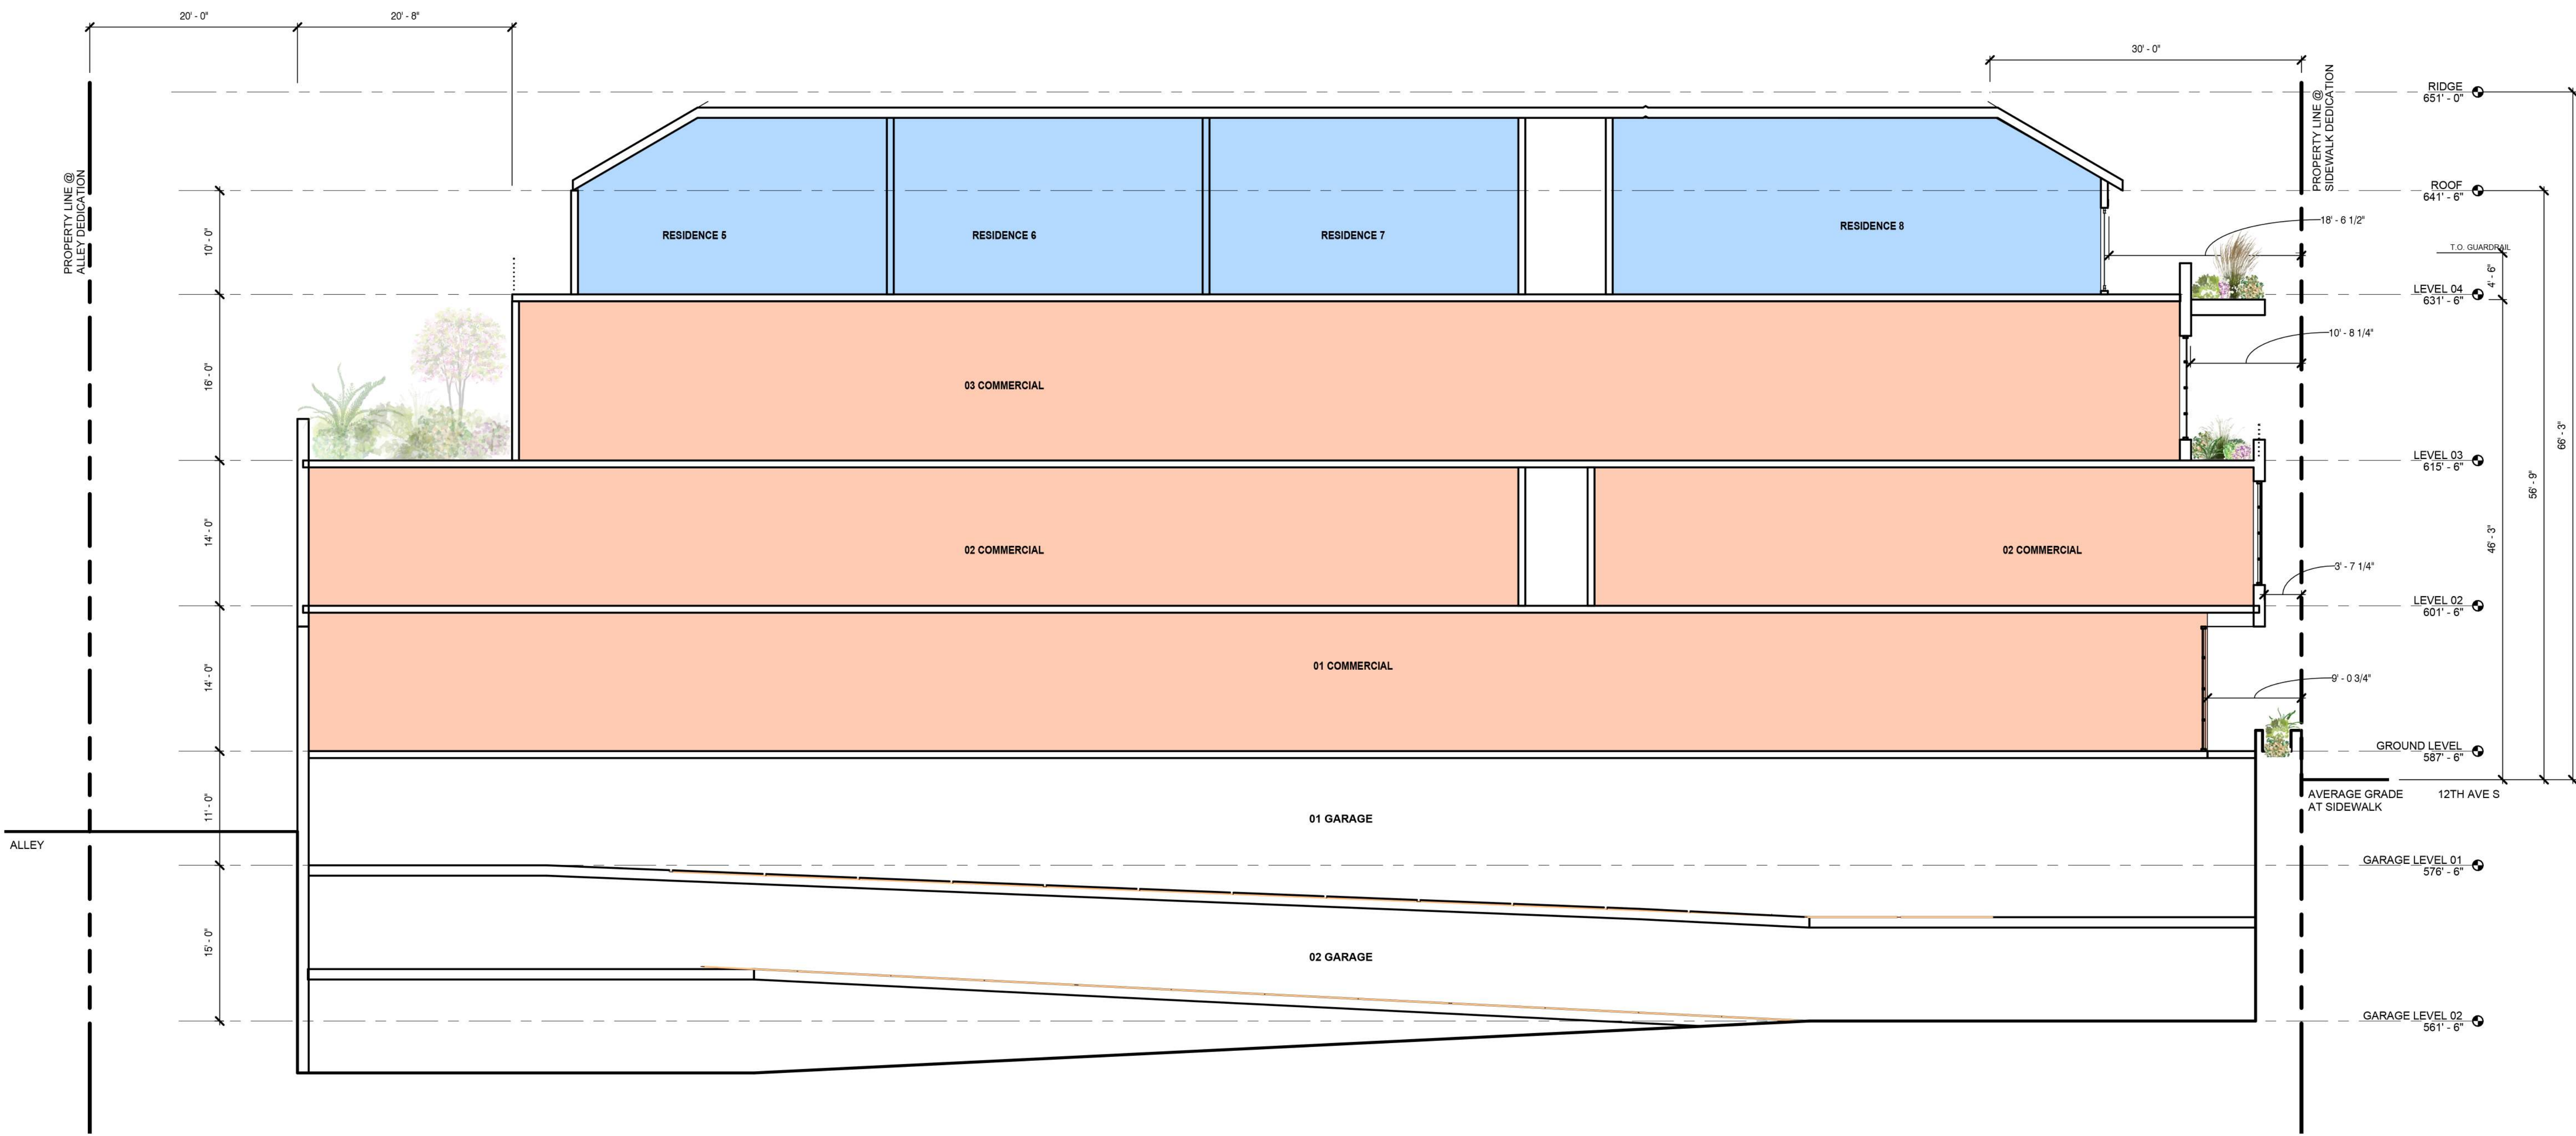 20' - 0"
20' - 8"
30' - 0"
PROPERTY LINE @
ALLEY DEDICATION
PROPERTY LINE @
SIDEWALK DEDICATION
RIDGE
651' - 0"
ROOF
641' - 6"
18' - 6 1/2"
T.O. GUARDRAIL
4' - 6"
LEVEL 04
631' - 6"
10' - 8 1/4"
LEVEL 03
615' - 6"
66' - 3"
56' - 9"
46' - 3"
3' - 7 1/4"
LEVEL 02
601' - 6"
9' - 0 3/4"
GROUND LEVEL
587' - 6"
AVERAGE GRADE
AT SIDEWALK
12TH AVE S
GARAGE LEVEL 01
576' - 6"
GARAGE LEVEL 02
561' - 6"
10' - 0"
16' - 0"
14' - 0"
14' - 0"
11' - 0"
15' - 0"
ALLEY
RESIDENCE 5
RESIDENCE 6
RESIDENCE 7
RESIDENCE 8
03 COMMERCIAL
02 COMMERCIAL
02 COMMERCIAL
01 COMMERCIAL
01 GARAGE
02 GARAGE